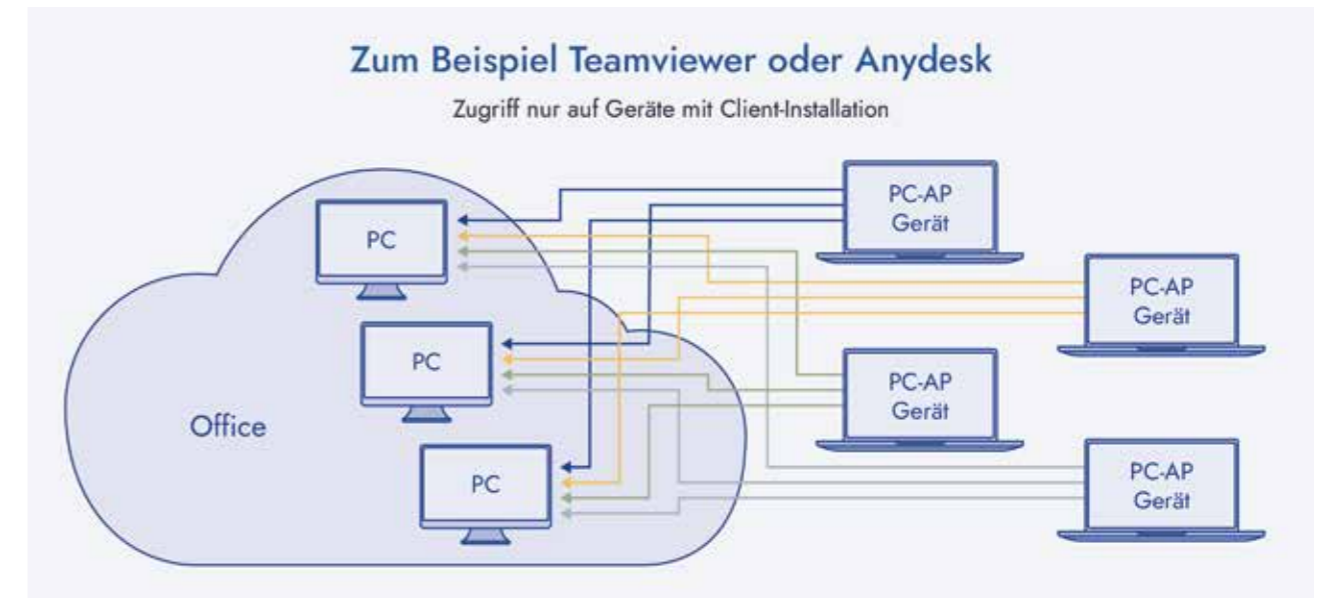 Zum Beispiel Teamviewer oder Anydesk
Zugriff nur auf Geräte mit Client-Installation
PC-AP
Gerät
PC
PC-AP
Gerät
PC
PC-AP
Gerät
Office
PC-AP
Gerät
PC